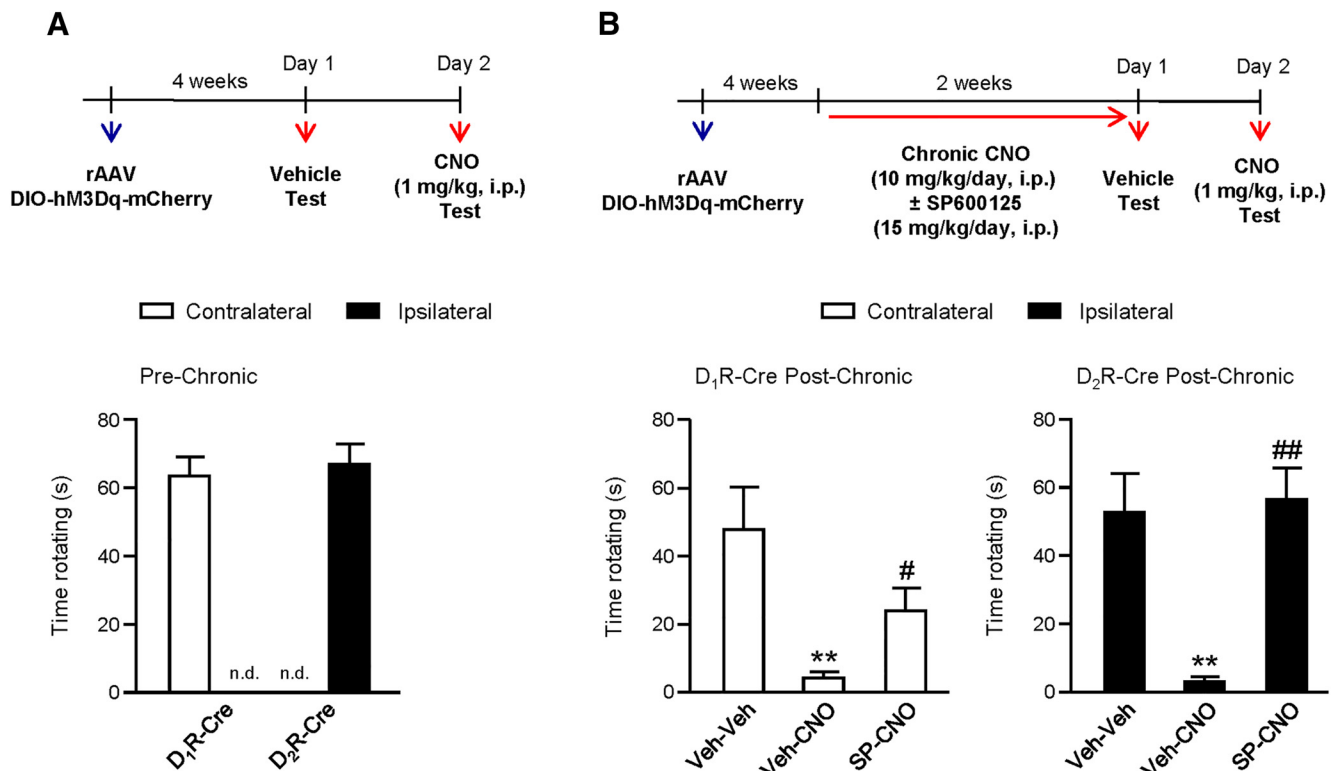 A
4 weeks
Day 1
Day 2
rAAV
DIO-hM3Dq-mCherry
Vehicle
Test
CNO
(1 mg/kg, i.p.)
Test
Contralateral
Ipsilateral
Pre-Chronic
Time rotating (s)
80
60
40
20
0
n.d.
n.d.
D₁R-Cre
D₂R-Cre
B
4 weeks
2 weeks
Day 1
Day 2
rAAV
DIO-hM3Dq-mCherry
Chronic CNO
(10 mg/kg/day, i.p.)
± SP600125
(15 mg/kg/day, i.p.)
Vehicle
Test
CNO
(1 mg/kg, i.p.)
Test
Contralateral
Ipsilateral
D₁R-Cre Post-Chronic
Time rotating (s)
80
60
40
20
0
**
#
Veh-Veh
Veh-CNO
SP-CNO
D₂R-Cre Post-Chronic
Time rotating (s)
80
60
40
20
0
**
##
Veh-Veh
Veh-CNO
SP-CNO